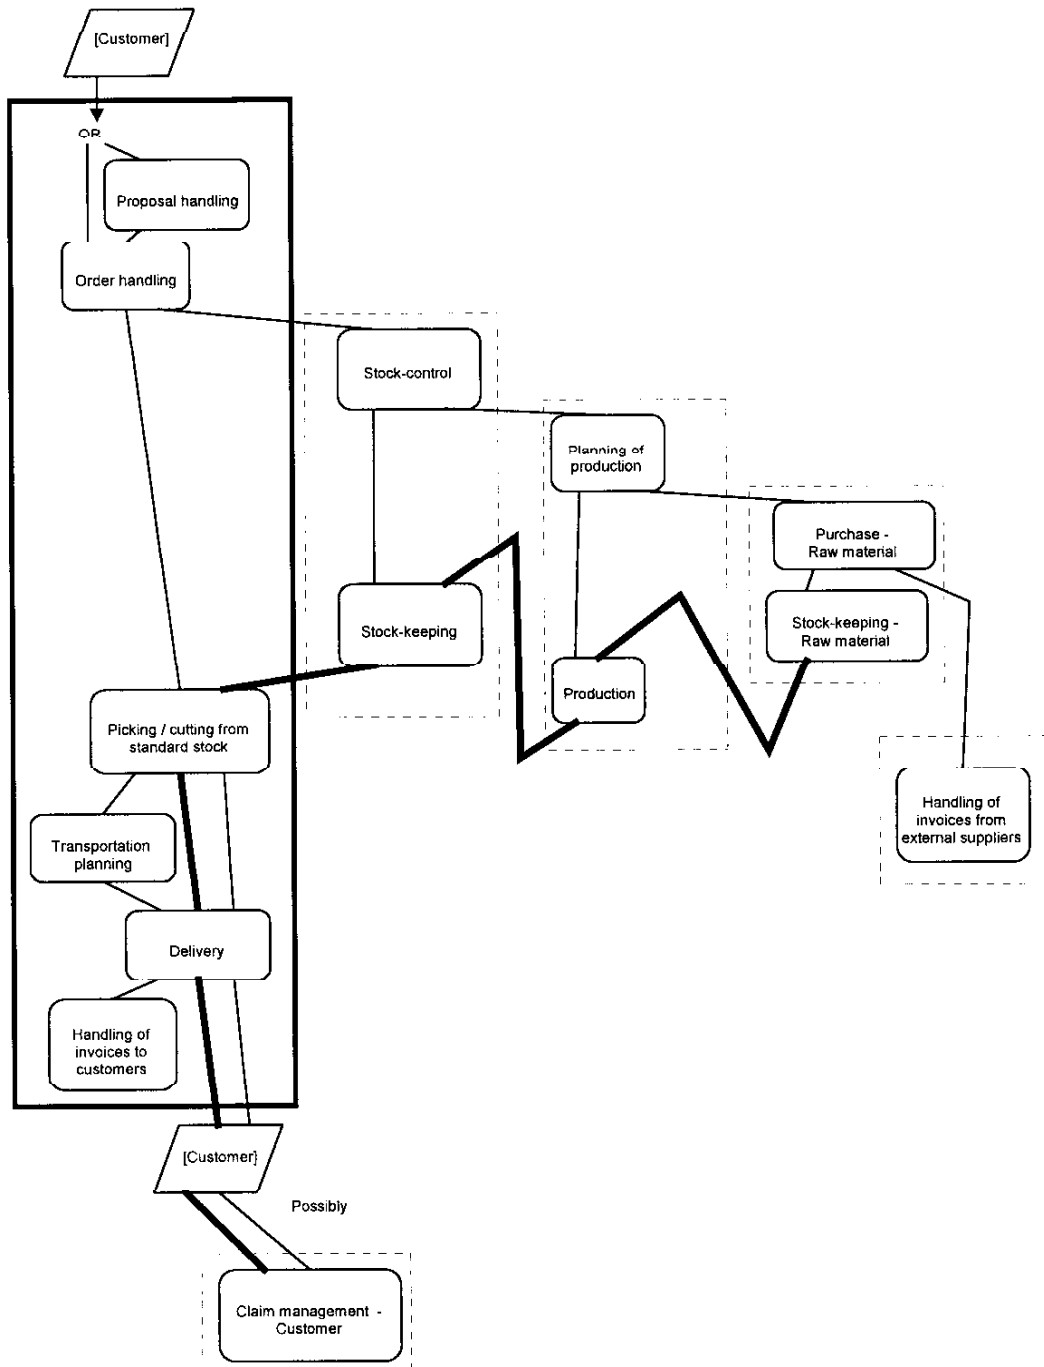 [Customer]
OR
Proposal handling
Order handling
Stock-control
Planning of
production
Purchase -
Raw material
Stock-keeping
Stock-keeping -
Raw material
Production
Picking / cutting from
standard stock
Handling of
invoices from
external suppliers
Transportation
planning
Delivery
Handling of
invoices to
customers
[Customer]
Possibly
Claim management -
Customer